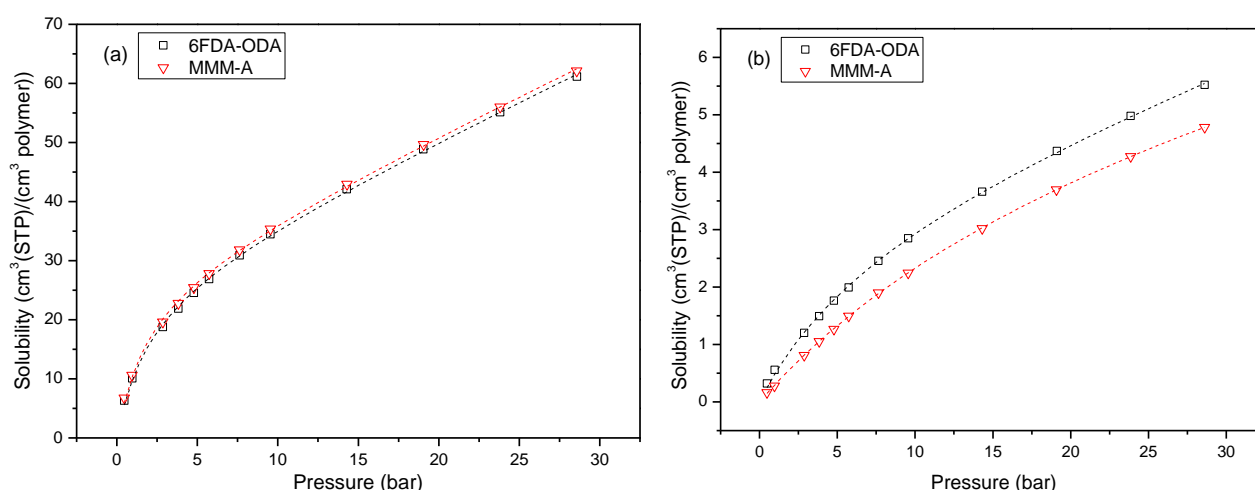 (a)
6FDA-ODA
MMM-A
Solubility (cm³(STP)/(cm³ polymer))
70
60
50
40
30
20
10
0
0 5 10 15 20 25 30
Pressure (bar)
(b)
6FDA-ODA
MMM-A
Solubility (cm³(STP)/(cm³ polymer))
6
5
4
3
2
1
0
0 5 10 15 20 25 30
Pressure (bar)